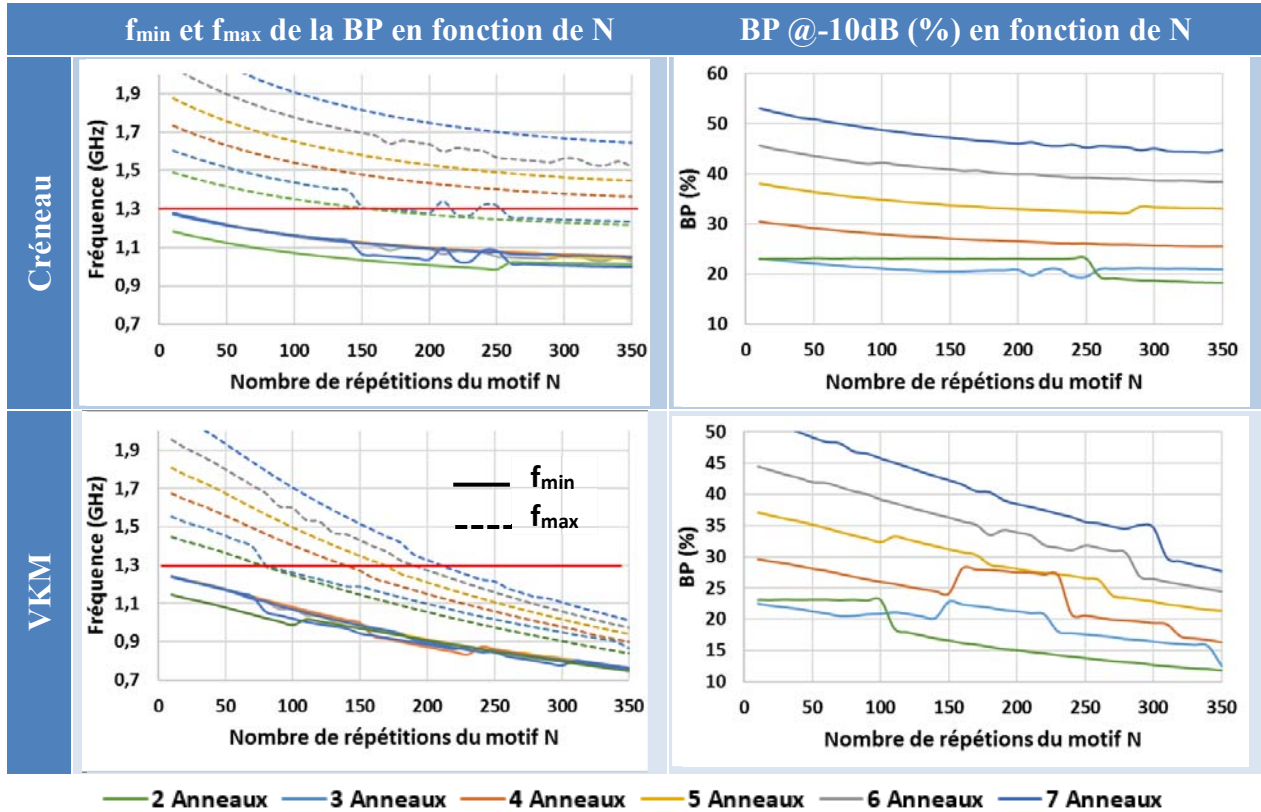 fmin et fmax de la BP en fonction de N
BP @-10dB (%) en fonction de N
Créneau
Fréquence (GHz)
1,9
1,7
1,5
1,3
1,1
0,9
0,7
0 50 100 150 200 250 300 350
Nombre de répétitions du motif N
BP (%)
60
50
40
30
20
10
0 50 100 150 200 250 300 350
Nombre de répétitions du motif N
VKM
Fréquence (GHz)
1,9
1,7
1,5
1,3
1,1
0,9
0,7
fmin
fmax
0 50 100 150 200 250 300 350
Nombre de répétitions du motif N
BP (%)
50
45
40
35
30
25
20
15
10
0 50 100 150 200 250 300 350
Nombre de répétitions du motif N
2 Anneaux 3 Anneaux 4 Anneaux 5 Anneaux 6 Anneaux 7 Anneaux